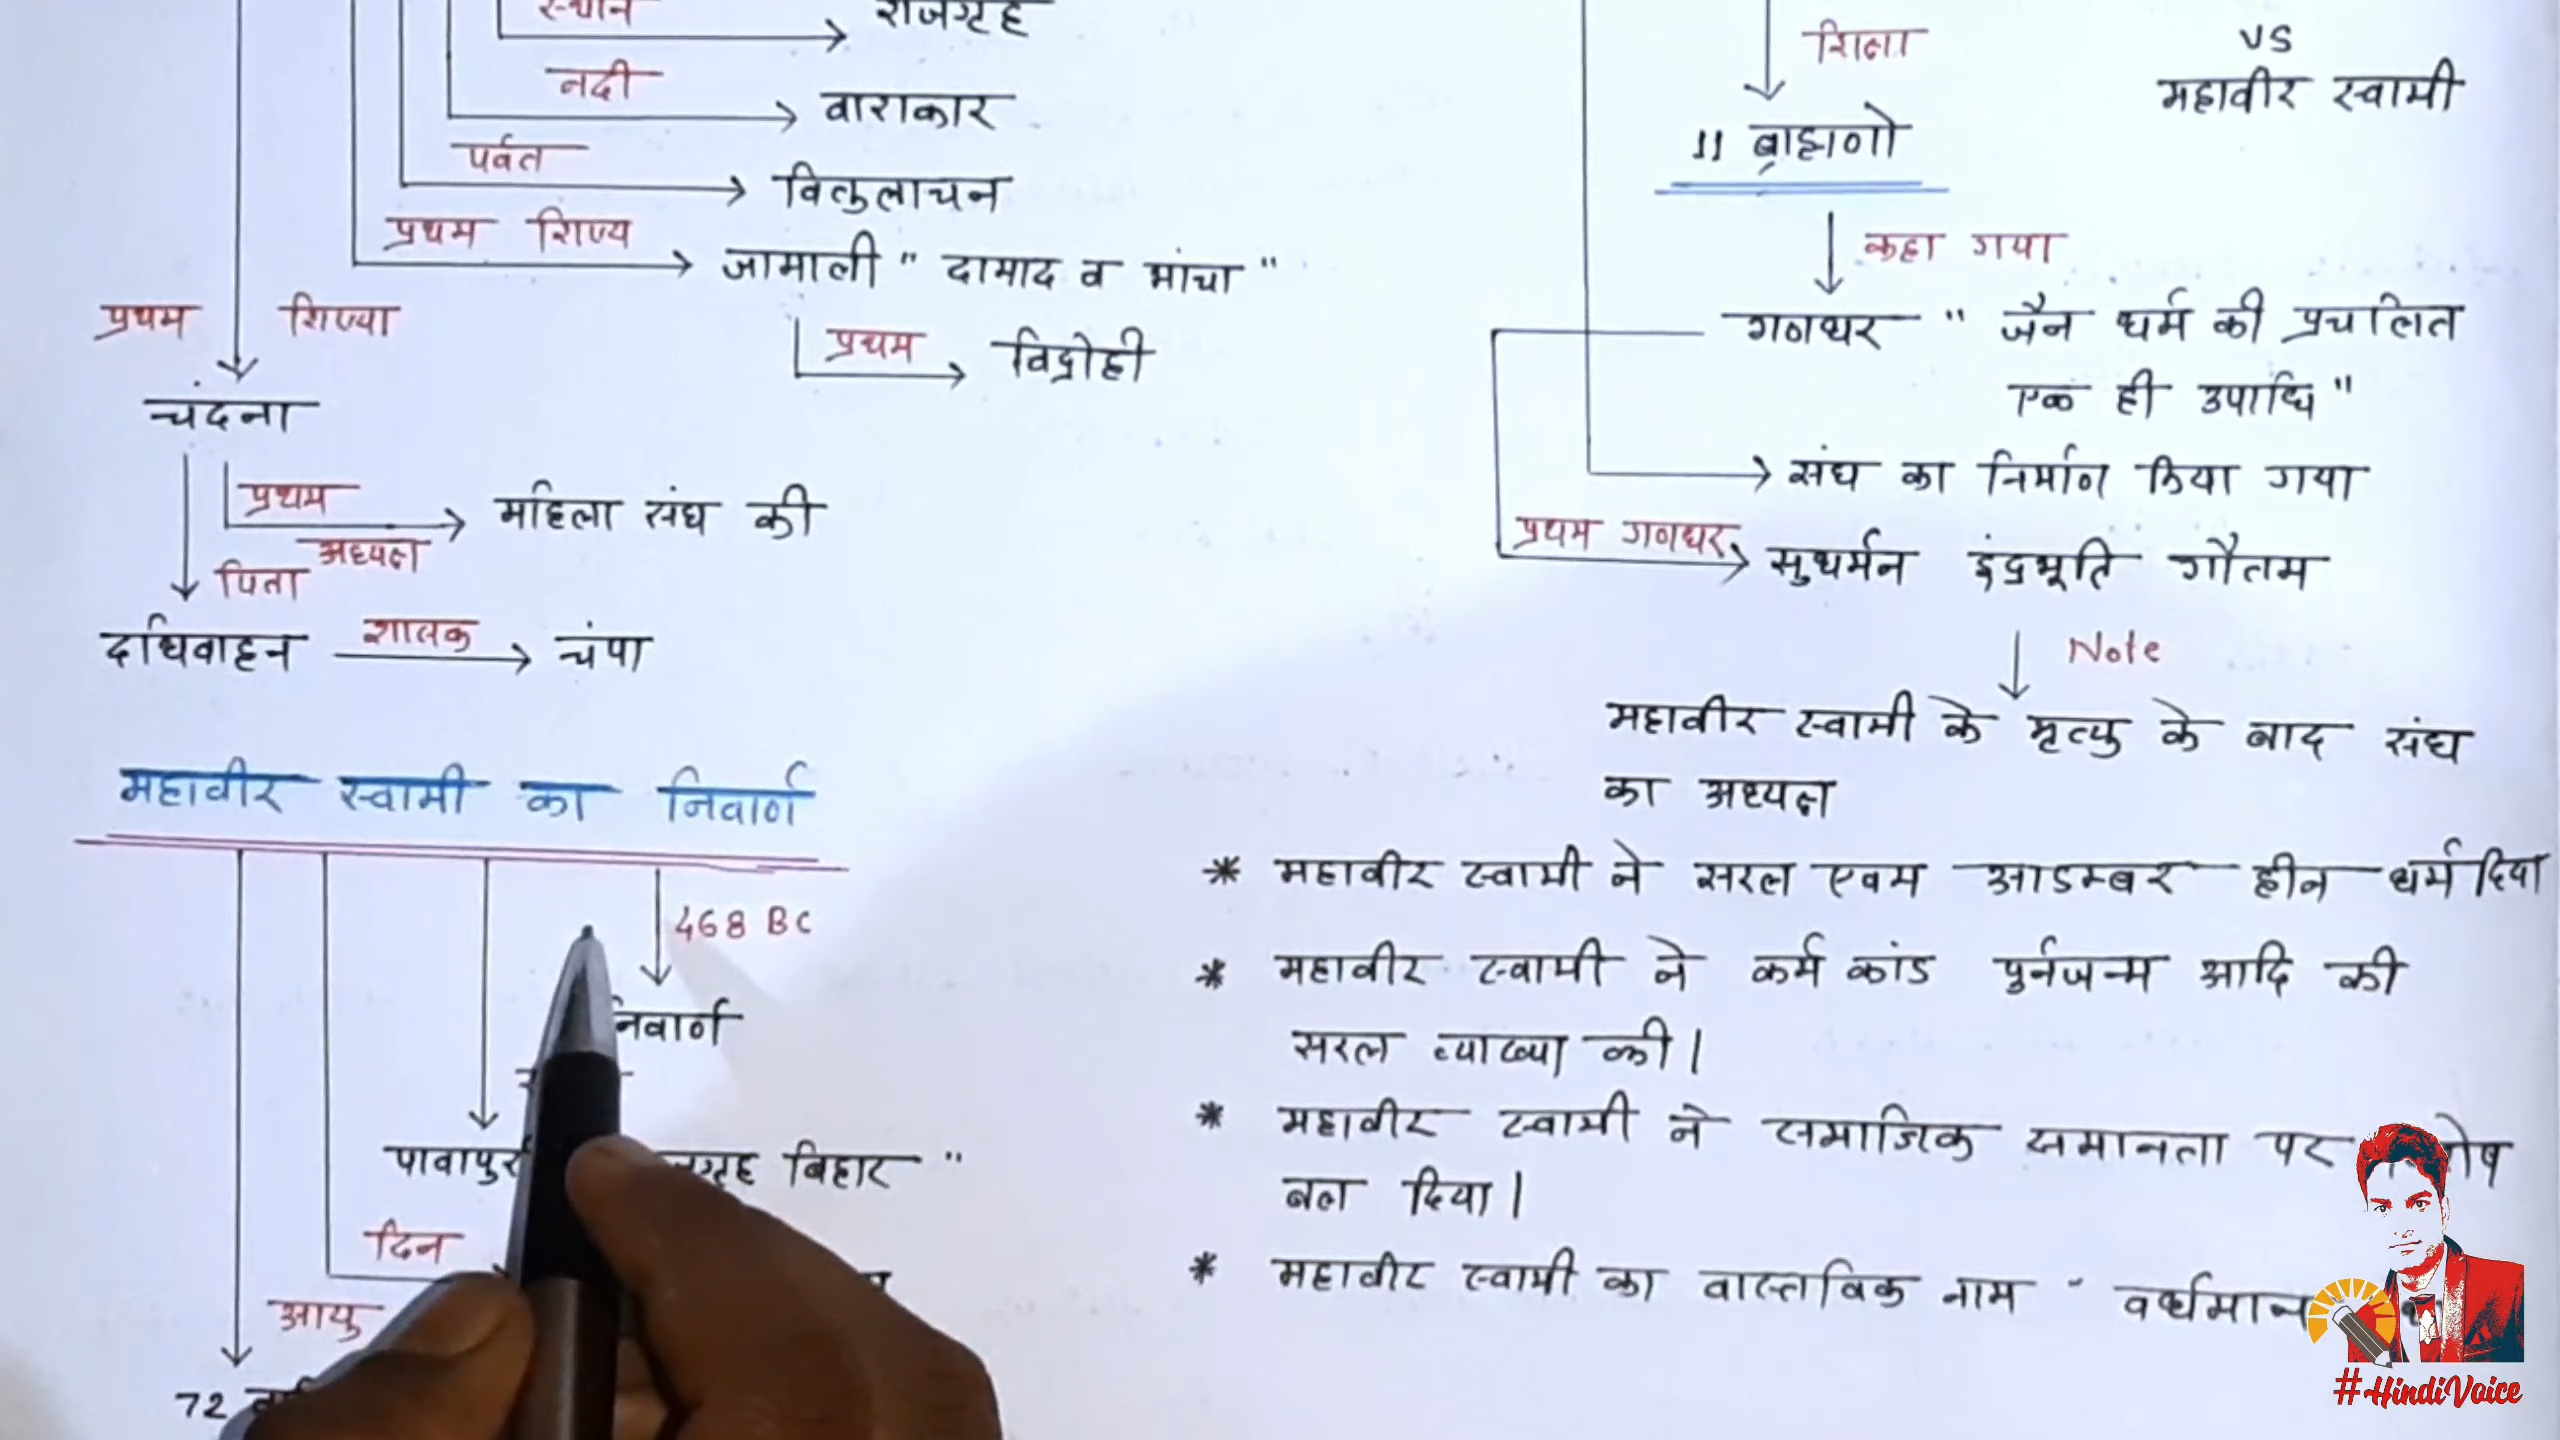 स्थान
राजगृह
नदी
वाराकार
पर्वत
वितुलाचन
प्रथम शिष्य
जामाली " दामाद व भांचा "
प्रथम
विद्रोही
प्रथम शिष्या
चंदना
प्रथम
अध्यक्ष
महिला संघ की
पिता
दधिवाहन
शासक
चंपा
महावीर स्वामी का निवार्ण
468 BC
निवार्ण
बिहार "
दिन
आयु
72
शिक्षा
11 ब्राह्मणो
कहा गया
गणधर " जैन धर्म की प्रचलित
एक ही उपाधि "
संघ का निर्माण किया गया
प्रथम गणधर
सुधर्मन इंद्रभूति गौतम
Note
महावीर स्वामी के मृत्यु के बाद संघ
का अध्यक्ष
* महावीर स्वामी ने सरल एवम आडम्बर हीन धर्म दिया
* महावीर स्वामी ने कर्म कांड पुर्नजन्म आदि की
सरल व्याख्या की।
* महावीर स्वामी ने समाजिक समानता पर
बल दिया।
* महावीर स्वामी का वास्तविक नाम " वर्धमान
vs
महावीर स्वामी
#HindiVoice